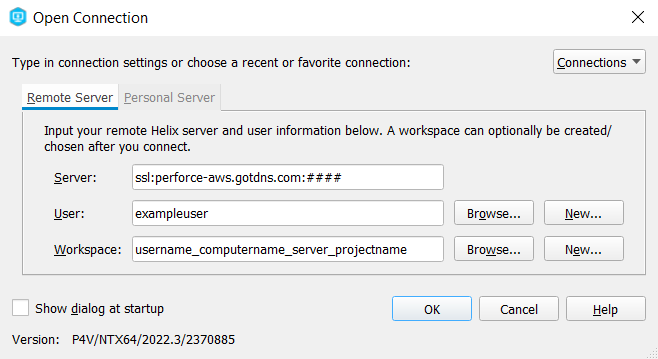 Open Connection
Type in connection settings or choose a recent or favorite connection:
Connections
Remote Server
Personal Server
Input your remote Helix server and user information below. A workspace can optionally be created/
chosen after you connect.
Server: ssl:perforce-aws.gotdns.com:####
User: exampleuser Browse... New...
Workspace: username_computername_server_projectname Browse... New...
Show dialog at startup
OK
Cancel
Help
Version: P4V/NTX64/2022.3/2370885